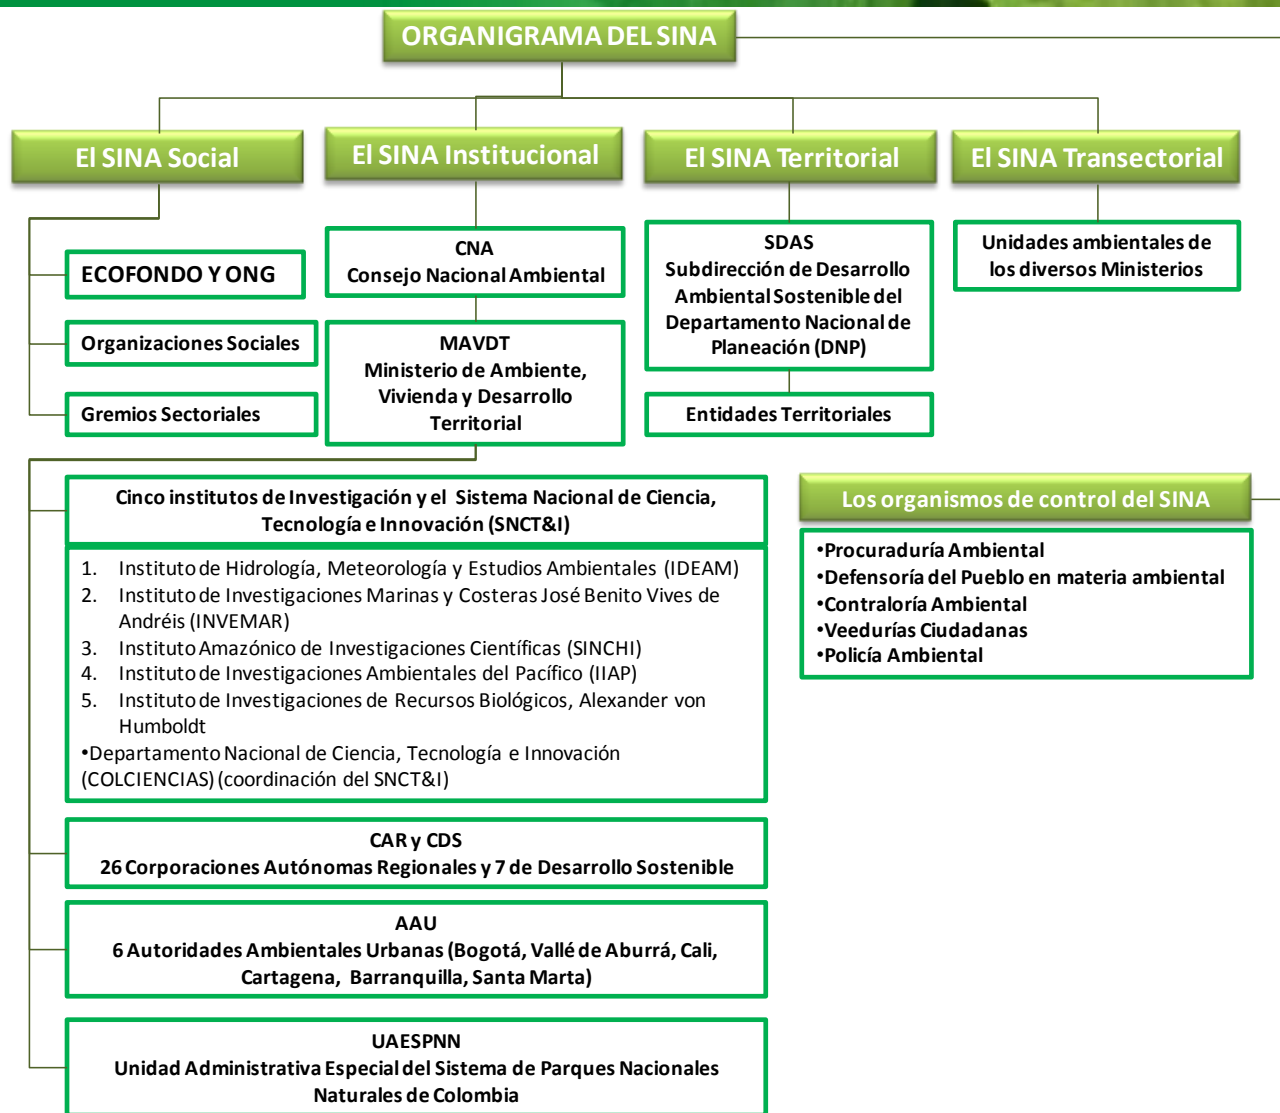 ORGANIGRAMA DEL SINA
El SINA Social
El SINA Institucional
El SINA Territorial
El SINA Transectorial
ECOFONDO Y ONG
Organizaciones Sociales
Gremios Sectoriales
CNA
Consejo Nacional Ambiental
MAVDT
Ministerio de Ambiente,
Vivienda y Desarrollo
Territorial
SDAS
Subdirección de Desarrollo
Ambiental Sostenible del
Departamento Nacional de
Planeación (DNP)
Entidades Territoriales
Unidades ambientales de
los diversos Ministerios
Cinco institutos de Investigación y el Sistema Nacional de Ciencia,
Tecnología e Innovación (SNCT&I)
1. Instituto de Hidrología, Meteorología y Estudios Ambientales (IDEAM)
2. Instituto de Investigaciones Marinas y Costeras José Benito Vives de
Andréis (INVEMAR)
3. Instituto Amazónico de Investigaciones Científicas (SINCHI)
4. Instituto de Investigaciones Ambientales del Pacífico (IIAP)
5. Instituto de Investigaciones de Recursos Biológicos, Alexander von
Humboldt
•Departamento Nacional de Ciencia, Tecnología e Innovación
(COLCIENCIAS) (coordinación del SNCT&I)
CAR y CDS
26 Corporaciones Autónomas Regionales y 7 de Desarrollo Sostenible
AAU
6 Autoridades Ambientales Urbanas (Bogotá, Vallé de Aburrá, Cali,
Cartagena, Barranquilla, Santa Marta)
UAESPNN
Unidad Administrativa Especial del Sistema de Parques Nacionales
Naturales de Colombia
Los organismos de control del SINA
•Procuraduría Ambiental
•Defensoría del Pueblo en materia ambiental
•Contraloría Ambiental
•Veedurías Ciudadanas
•Policía Ambiental